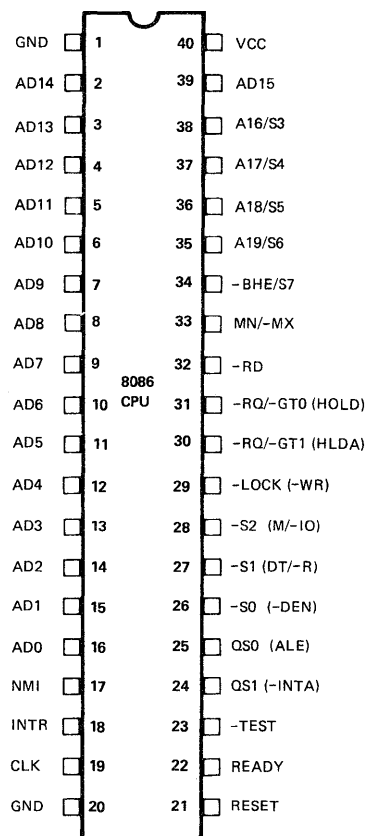 GND 1 40 VCC
AD14 2 39 AD15
AD13 3 38 A16/S3
AD12 4 37 A17/S4
AD11 5 36 A18/S5
AD10 6 35 A19/S6
AD9 7 34 -BHE/S7
AD8 8 33 MN/-MX
AD7 9 32 -RD
8086
AD6 10 CPU 31 -RQ/-GT0 (HOLD)
AD5 11 30 -RQ/-GT1 (HLDA)
AD4 12 29 -LOCK (-WR)
AD3 13 28 -S2 (M/-IO)
AD2 14 27 -S1 (DT/-R)
AD1 15 26 -S0 (-DEN)
AD0 16 25 QS0 (ALE)
NMI 17 24 QS1 (-INTA)
INTR 18 23 -TEST
CLK 19 22 READY
GND 20 21 RESET